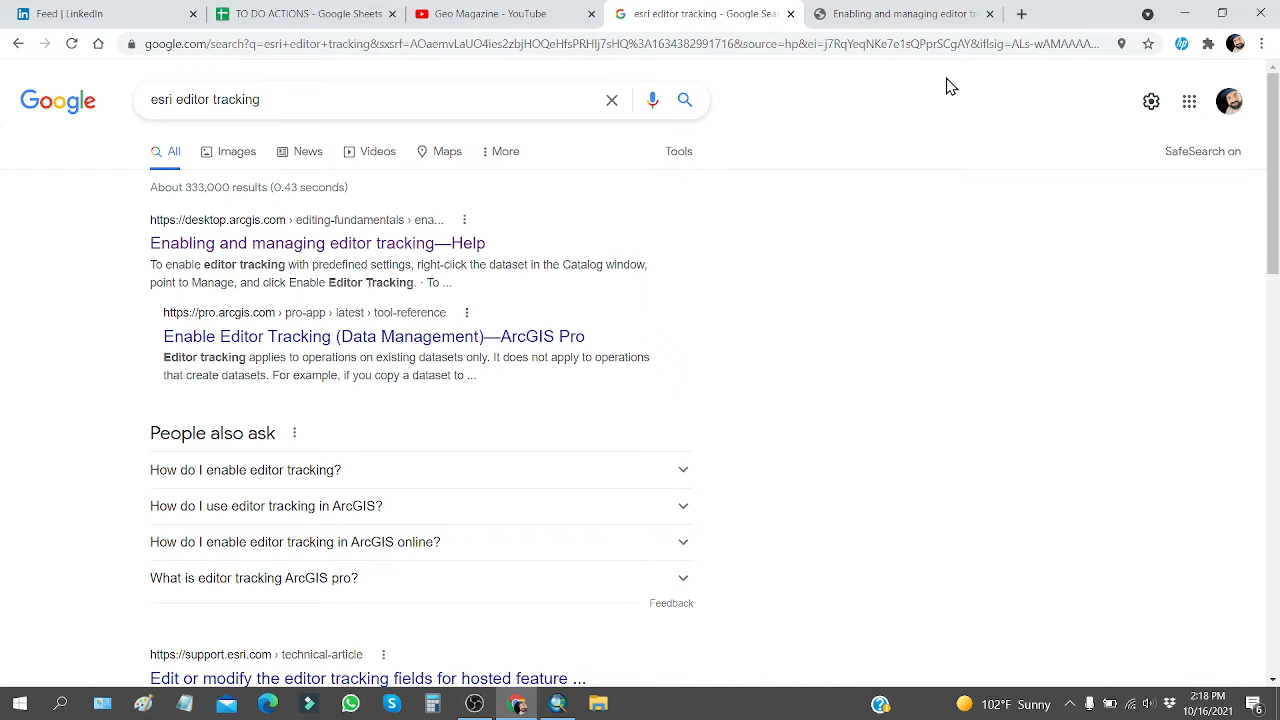 Feed | LinkedIn
TO DO ACTIONS - Google Sheets
Geo Magazine - YouTube
esri editor tracking - Google Sea
Enabling and managing editor tr
google.com/search?q=esri+editor+tracking&sxsrf=
Google
esri editor tracking
All
Images
News
Videos
Maps
More
Tools
SafeSearch on
About 333,000 results (0.43 seconds)
https://desktop.arcgis.com › editing-fundamentals › ena...
Enabling and managing editor tracking—Help
To enable editor tracking with predefined settings, right-click the dataset in the Catalog window,
point to Manage, and click Enable Editor Tracking. · To ...
https://pro.arcgis.com › pro-app › latest › tool-reference
Enable Editor Tracking (Data Management)—ArcGIS Pro
Editor tracking applies to operations on existing datasets only. It does not apply to operations
that create datasets. For example, if you copy a dataset to ...
People also ask
How do I enable editor tracking?
How do I use editor tracking in ArcGIS?
How do I enable editor tracking in ArcGIS online?
What is editor tracking ArcGIS pro?
Feedback
https://support.esri.com › technical-article
Edit or modify the editor tracking fields for hosted feature ...
102°F Sunny
2:18 PM
10/16/2021
6